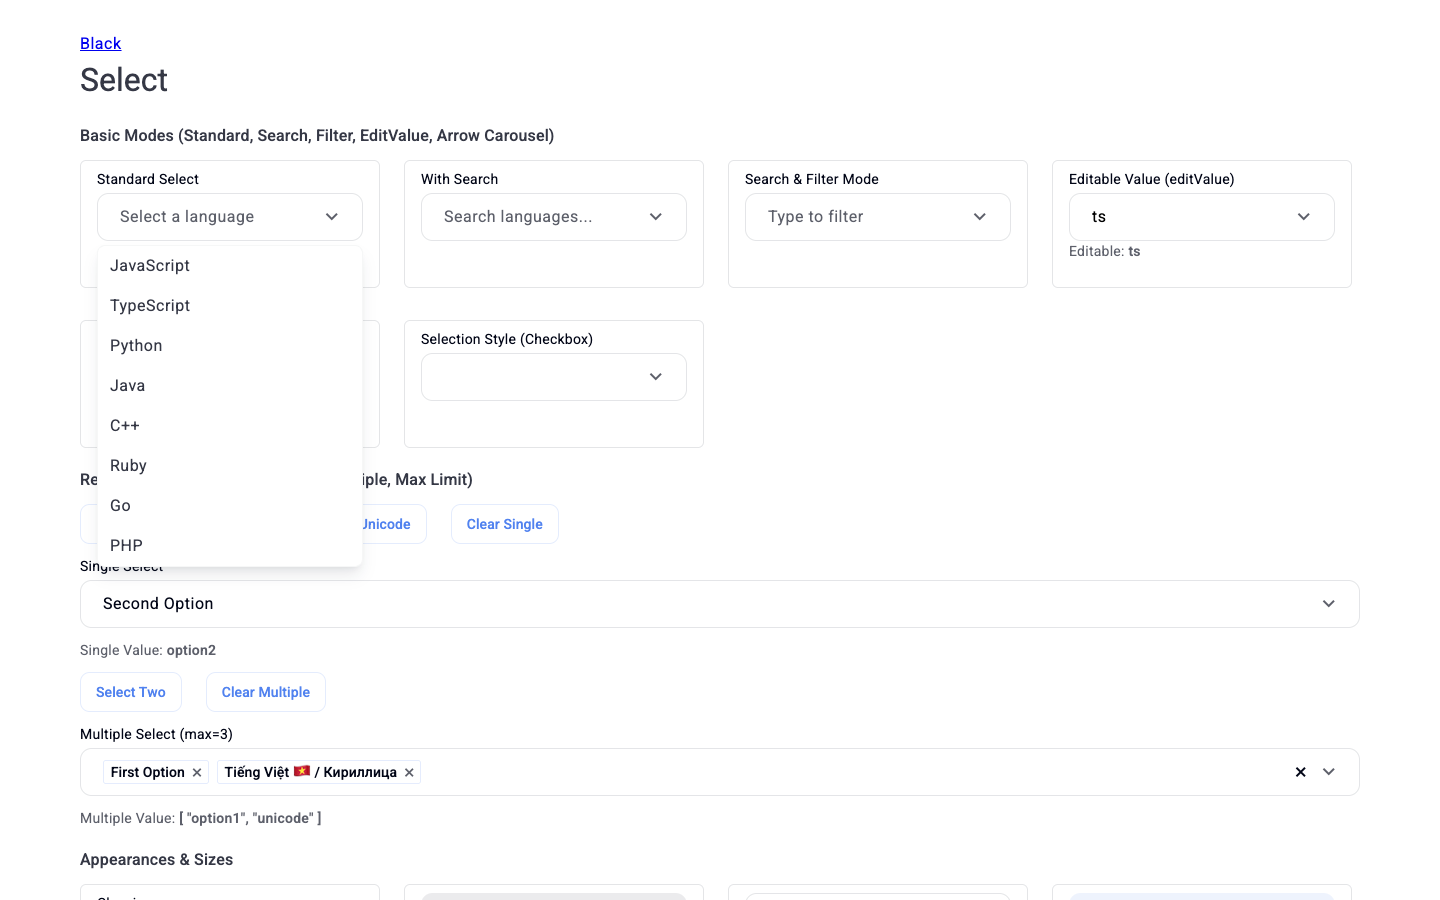 Black
Select
Basic Modes (Standard, Search, Filter, EditValue, Arrow Carousel)
Standard Select
Select a language
With Search
Search languages...
Search & Filter Mode
Type to filter
Editable Value (editValue)
ts
Editable: ts
JavaScript
TypeScript
Python
Java
C++
Ruby
Go
PHP
Selection Style (Checkbox)
Max Limit)
Unicode
Clear Single
Single Select
Second Option
Single Value: option2
Select Two
Clear Multiple
Multiple Select (max=3)
First Option
Tiếng Việt 🇻🇳 / Кириллица
Multiple Value: [ "option1", "unicode" ]
Appearances & Sizes